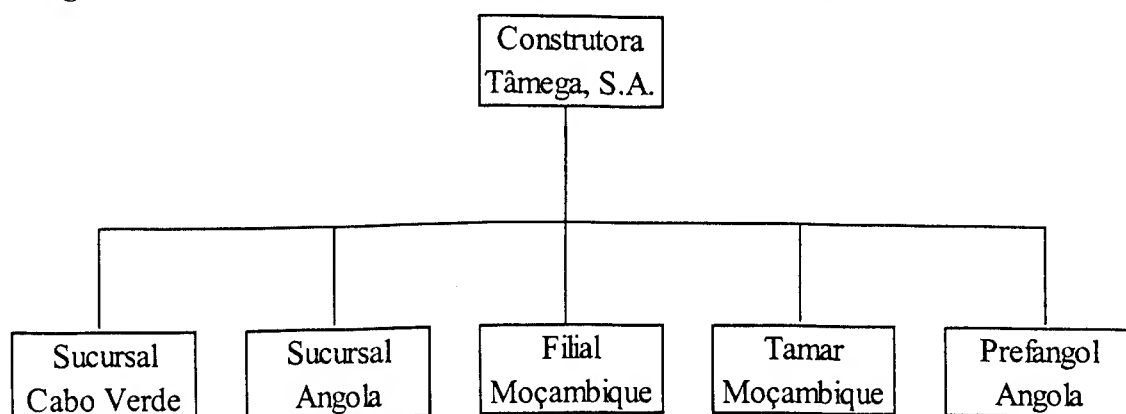 Construtora
Tâmega, S.A.
Sucursal
Cabo Verde
Sucursal
Angola
Filial
Moçambique
Tamar
Moçambique
Prefangol
Angola